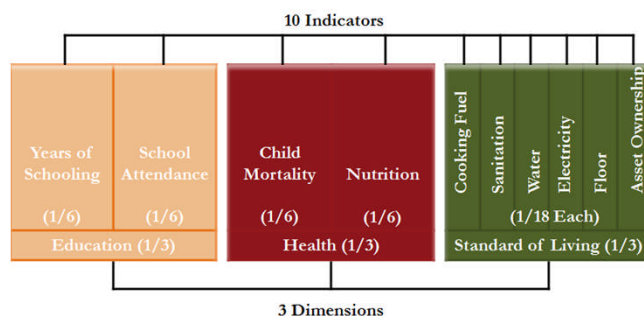 10 Indicators
Years of
Schooling
(1/6)
School
Attendance
(1/6)
Education (1/3)
Child
Mortality
(1/6)
Nutrition
(1/6)
Health (1/3)
Cooking Fuel
Sanitation
Water
Electricity
Floor
Asset Ownership
(1/18 Each)
Standard of Living (1/3)
3 Dimensions